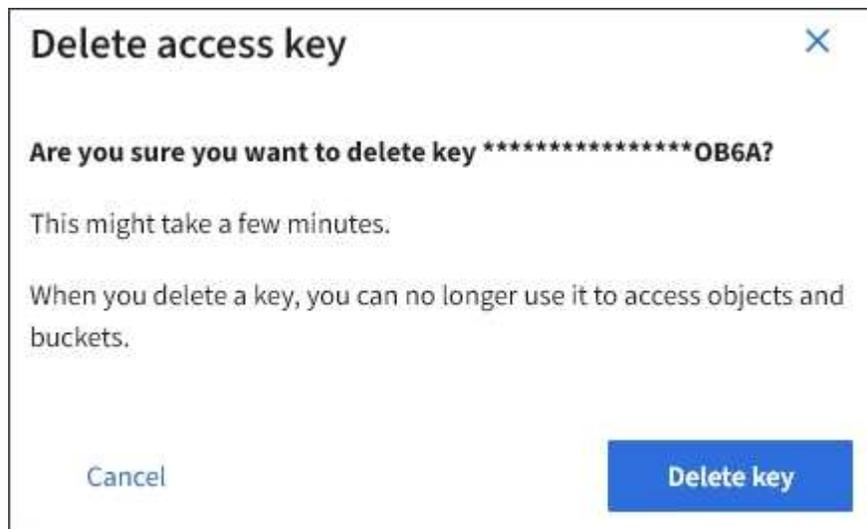 Delete access key
Are you sure you want to delete key ****************OB6A?
This might take a few minutes.
When you delete a key, you can no longer use it to access objects and
buckets.
Cancel
Delete key